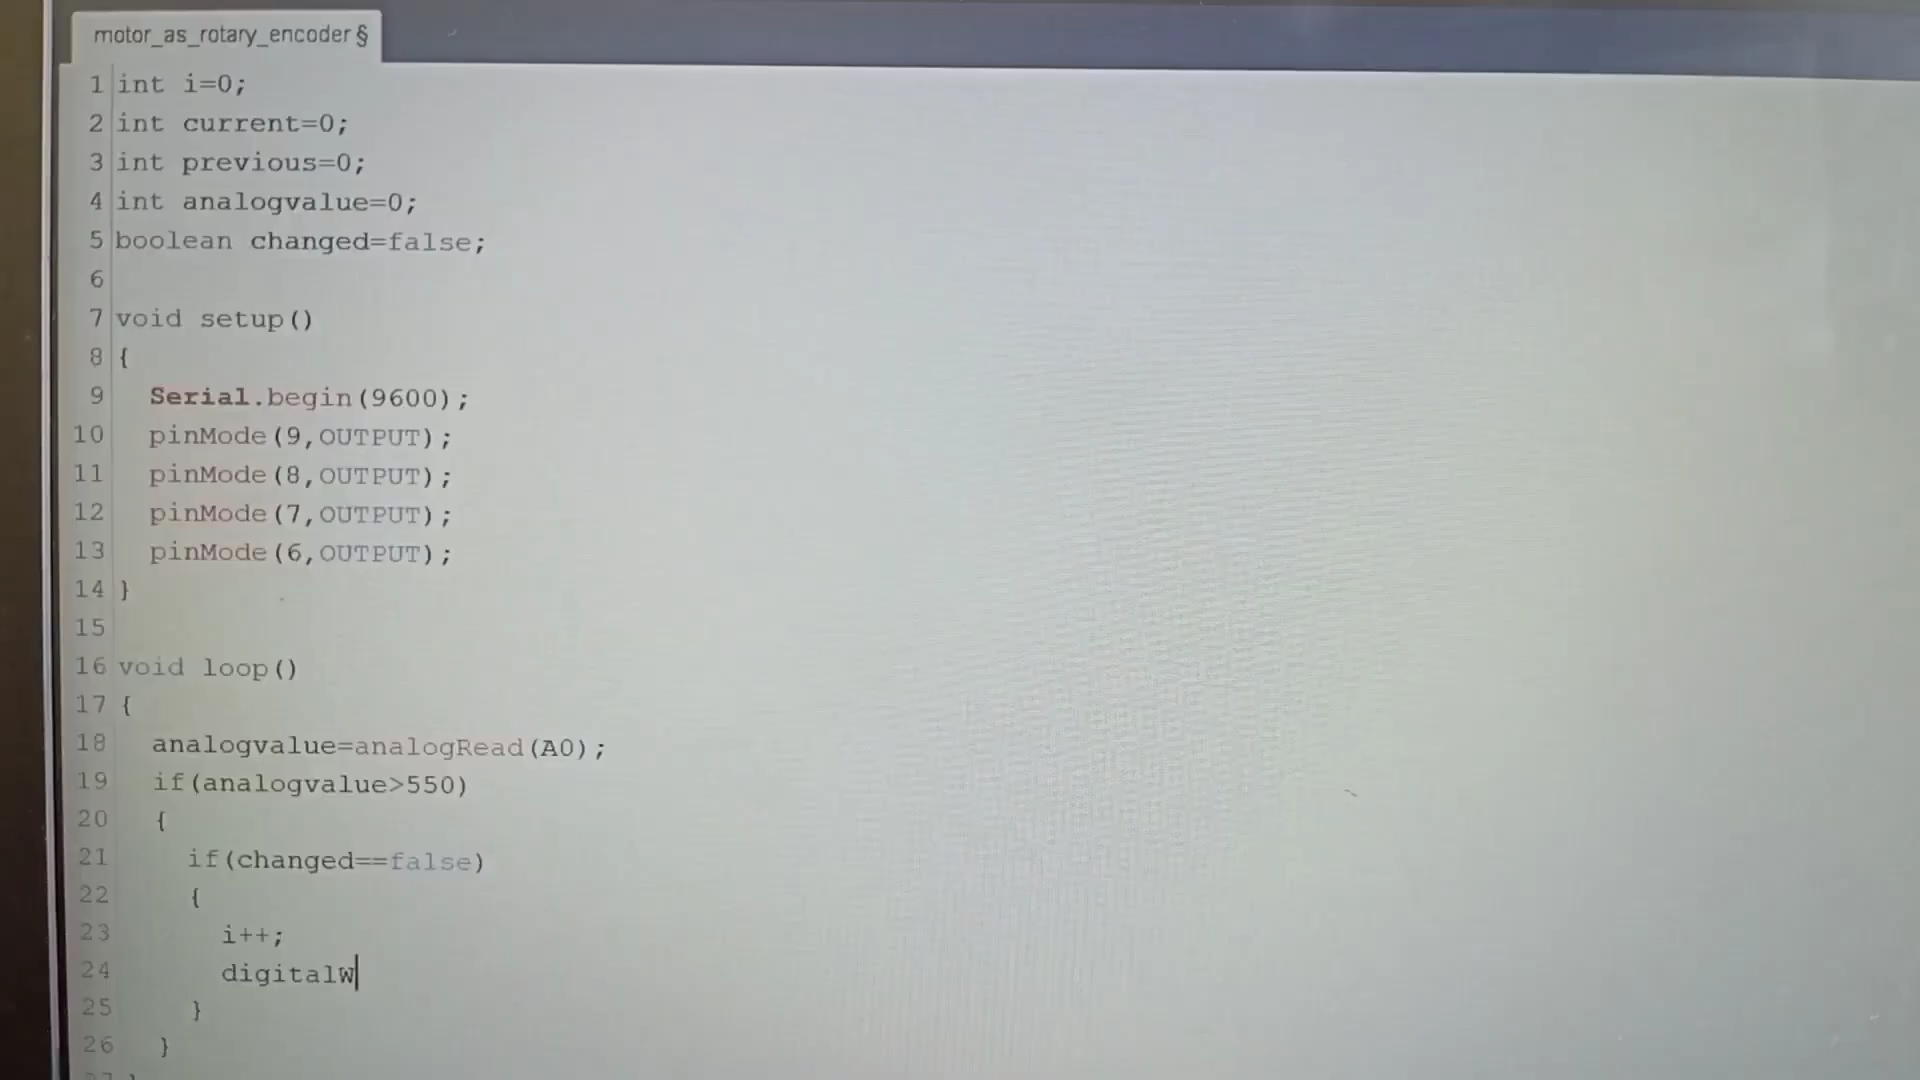 motor_as_rotary_encoder §
1 int i=0;
2 int current=0;
3 int previous=0;
4 int analogvalue=0;
5 boolean changed=false;
6
7 void setup()
8 {
9 Serial.begin(9600);
10 pinMode(9,OUTPUT);
11 pinMode(8,OUTPUT);
12 pinMode(7,OUTPUT);
13 pinMode(6,OUTPUT);
14 }
15
16 void loop()
17 {
18 analogvalue=analogRead(A0);
19 if(analogvalue>550)
20 {
21 if(changed==false)
22 {
23 i++;
24 digitalW
25 }
26 }